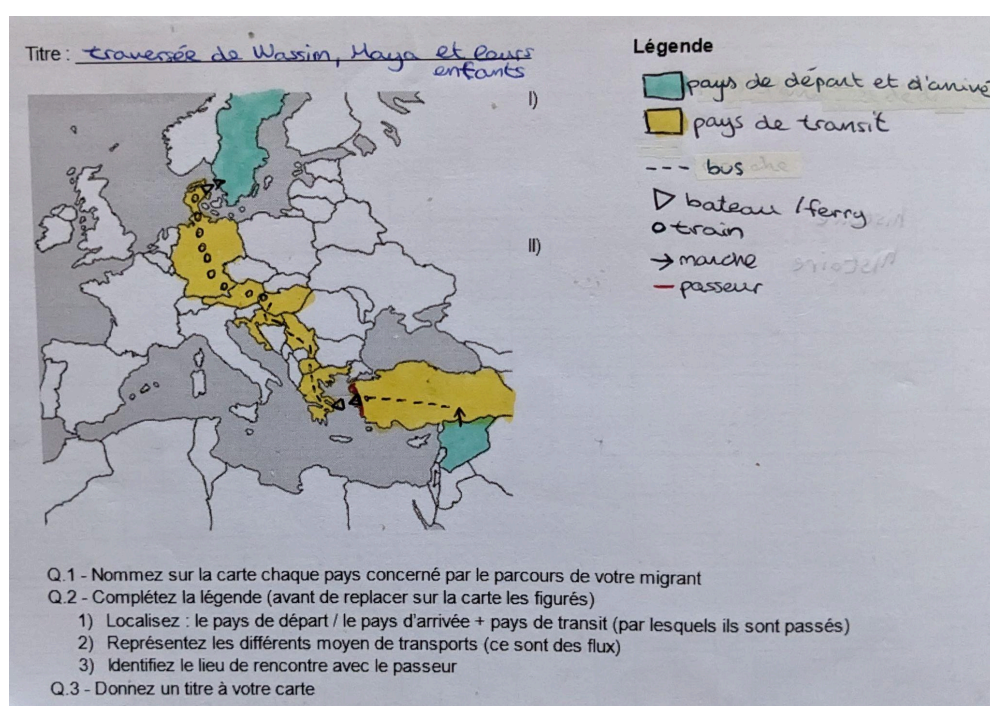 Titre : traversée de Wassim, Maya et leurs
enfants
I)
II)
Légende
pays de départ et d'arrivé
pays de transit
bus
bateau / ferry
train
marche
passeur
Q.1 - Nommez sur la carte chaque pays concerné par le parcours de votre migrant
Q.2 - Complétez la légende (avant de replacer sur la carte les figurés)
1) Localisez : le pays de départ / le pays d'arrivée + pays de transit (par lesquels ils sont passés)
2) Représentez les différents moyen de transports (ce sont des flux)
3) Identifiez le lieu de rencontre avec le passeur
Q.3 - Donnez un titre à votre carte